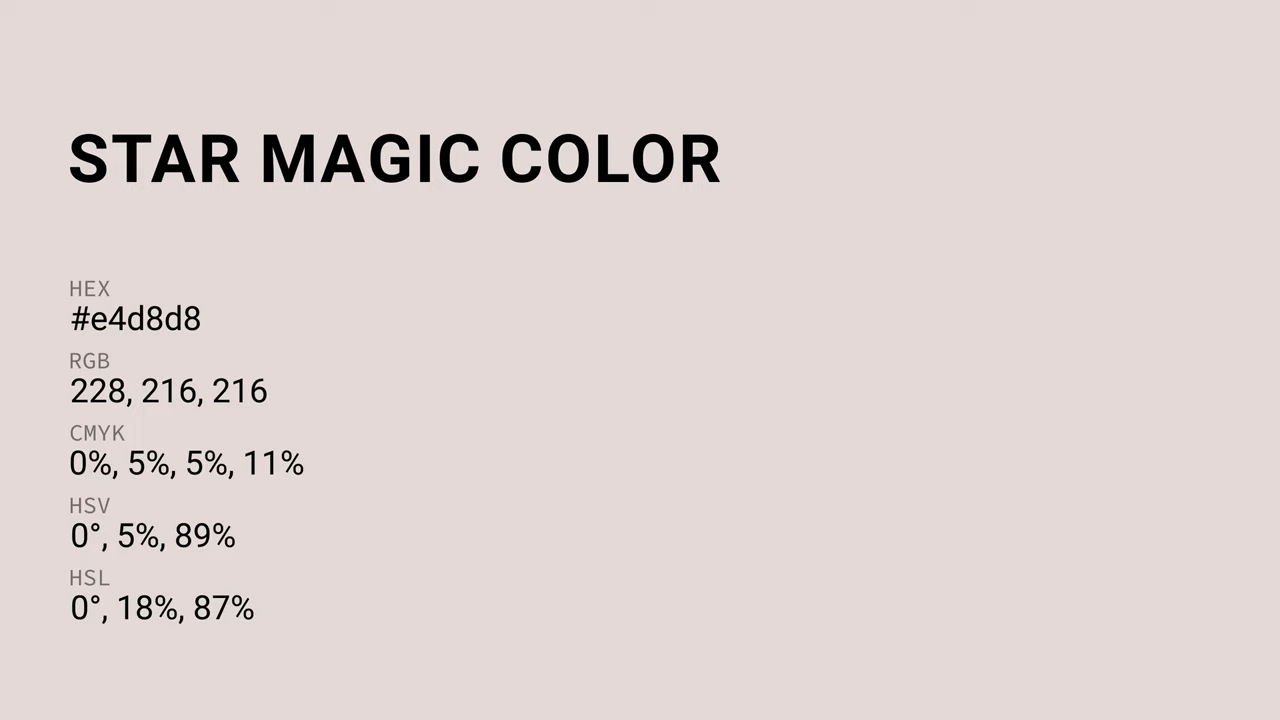 STAR MAGIC COLOR
HEX
#e4d8d8
RGB
228, 216, 216
CMYK
0%, 5%, 5%, 11%
HSV
0°, 5%, 89%
HSL
0°, 18%, 87%